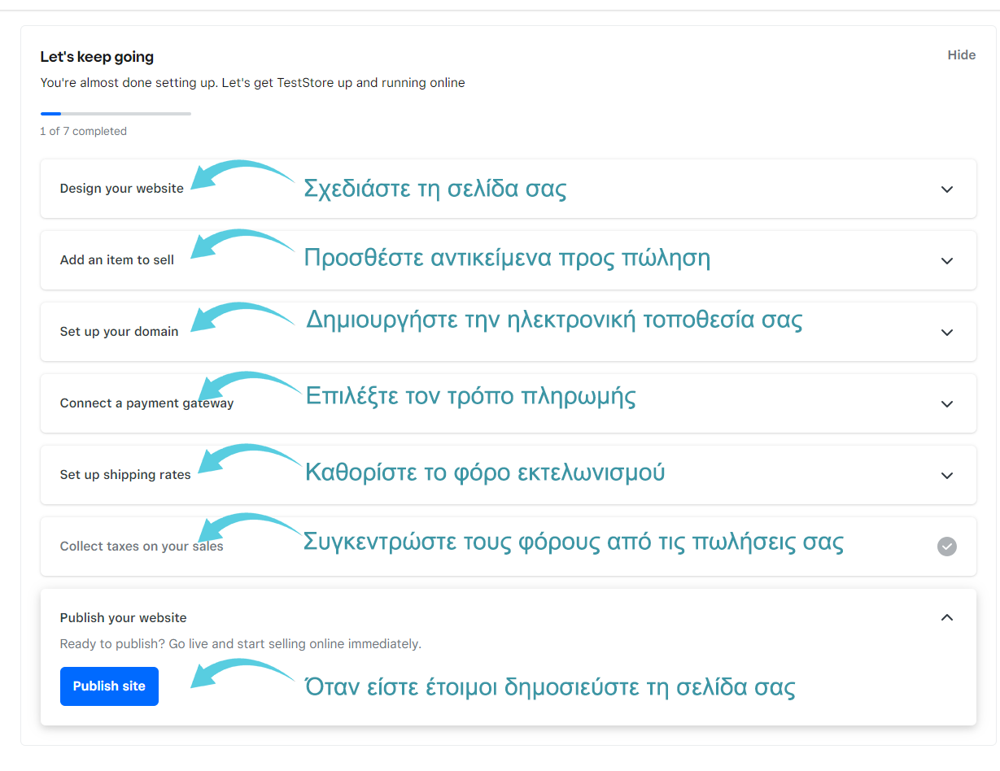 Let's keep going
Hide
You're almost done setting up. Let's get TestStore up and running online
1 of 7 completed
Design your website
Σχεδιάστε τη σελίδα σας
Add an item to sell
Προσθέστε αντικείμενα προς πώληση
Set up your domain
Δημιουργήστε την ηλεκτρονική τοποθεσία σας
Connect a payment gateway
Επιλέξτε τον τρόπο πληρωμής
Set up shipping rates
Καθορίστε το φόρο εκτελωνισμού
Collect taxes on your sales
Συγκεντρώστε τους φόρους από τις πωλήσεις σας
Publish your website
Ready to publish? Go live and start selling online immediately.
Publish site
Όταν είστε έτοιμοι δημοσιεύστε τη σελίδα σας